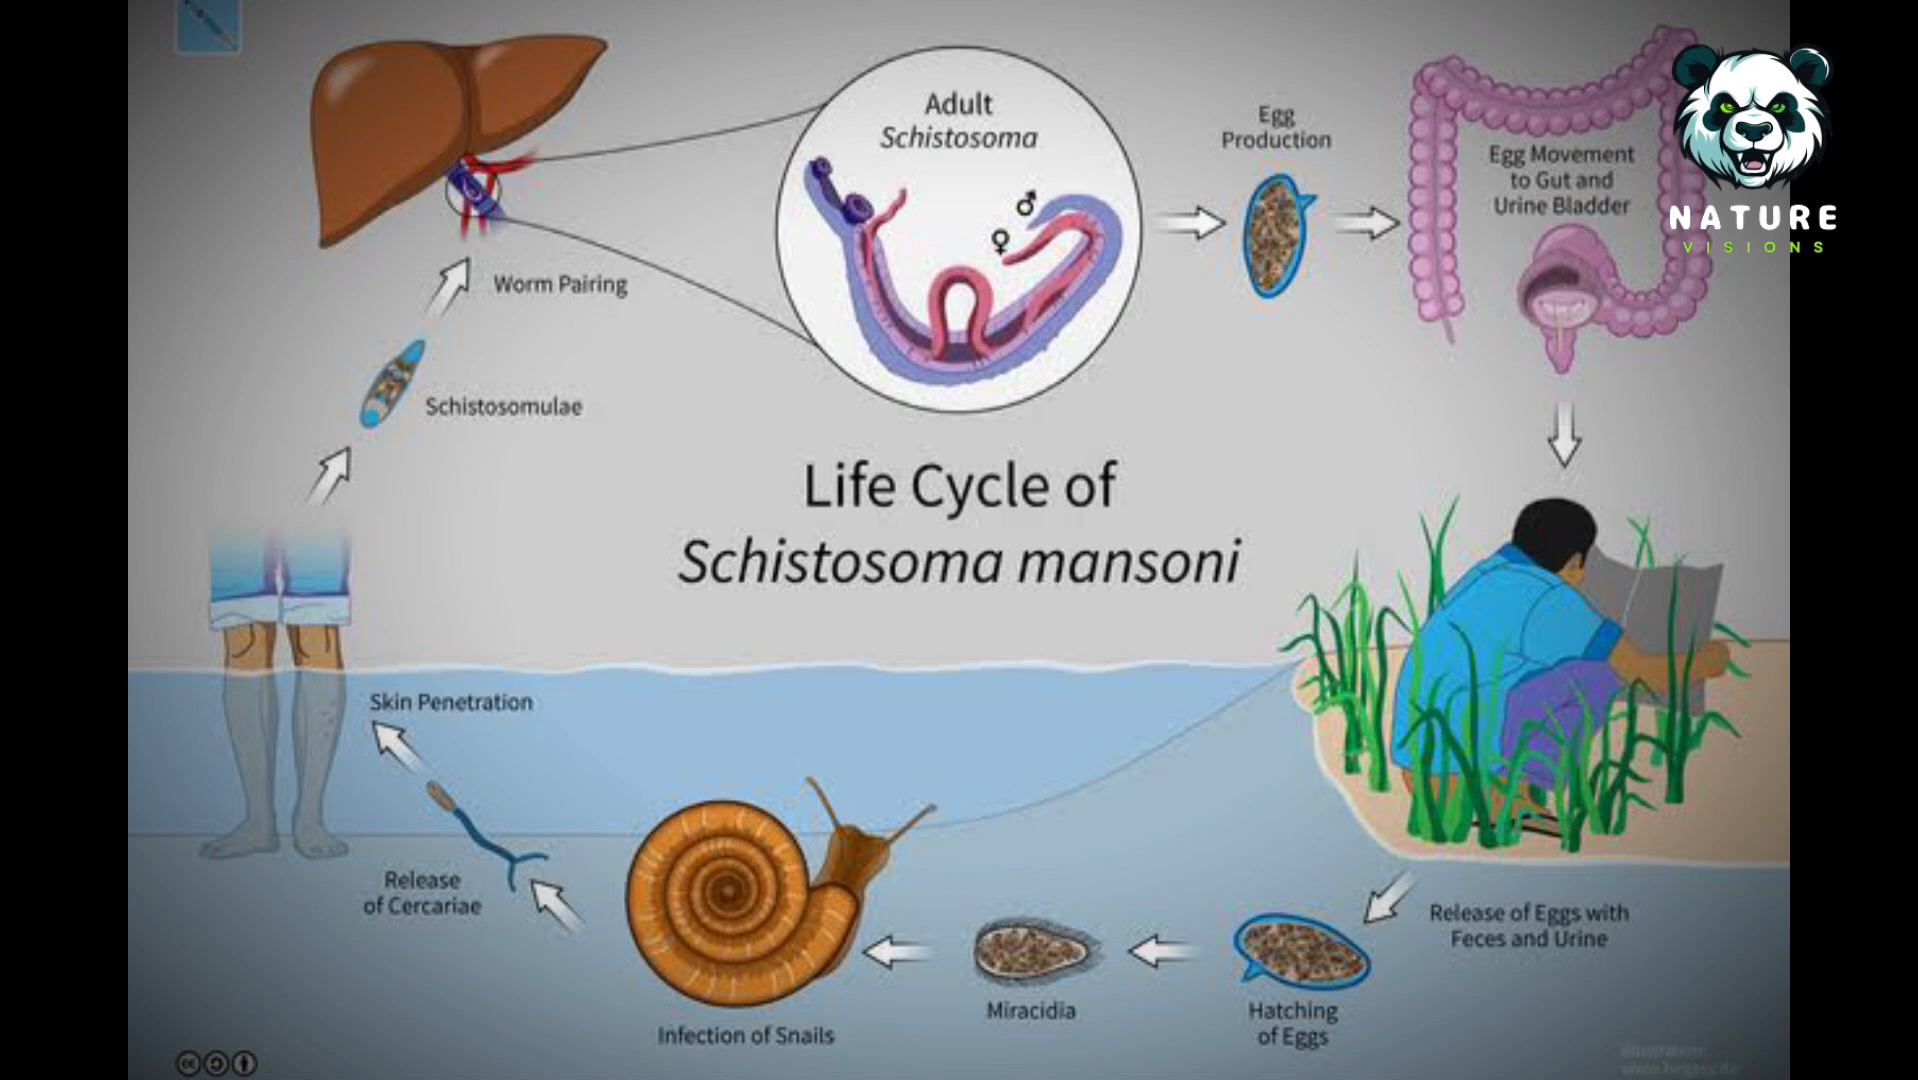 Adult
Schistosoma
♂
♀
Egg
Production
Egg Movement
to Gut and
Urine Bladder
NATURE
VISIONS
Worm Pairing
Schistosomulae
Life Cycle of
Schistosoma mansoni
Skin Penetration
Release
of Cercariae
Release of Eggs with
Feces and Urine
Miracidia
Hatching
of Eggs
Infection of Snails
cc
Illustration: